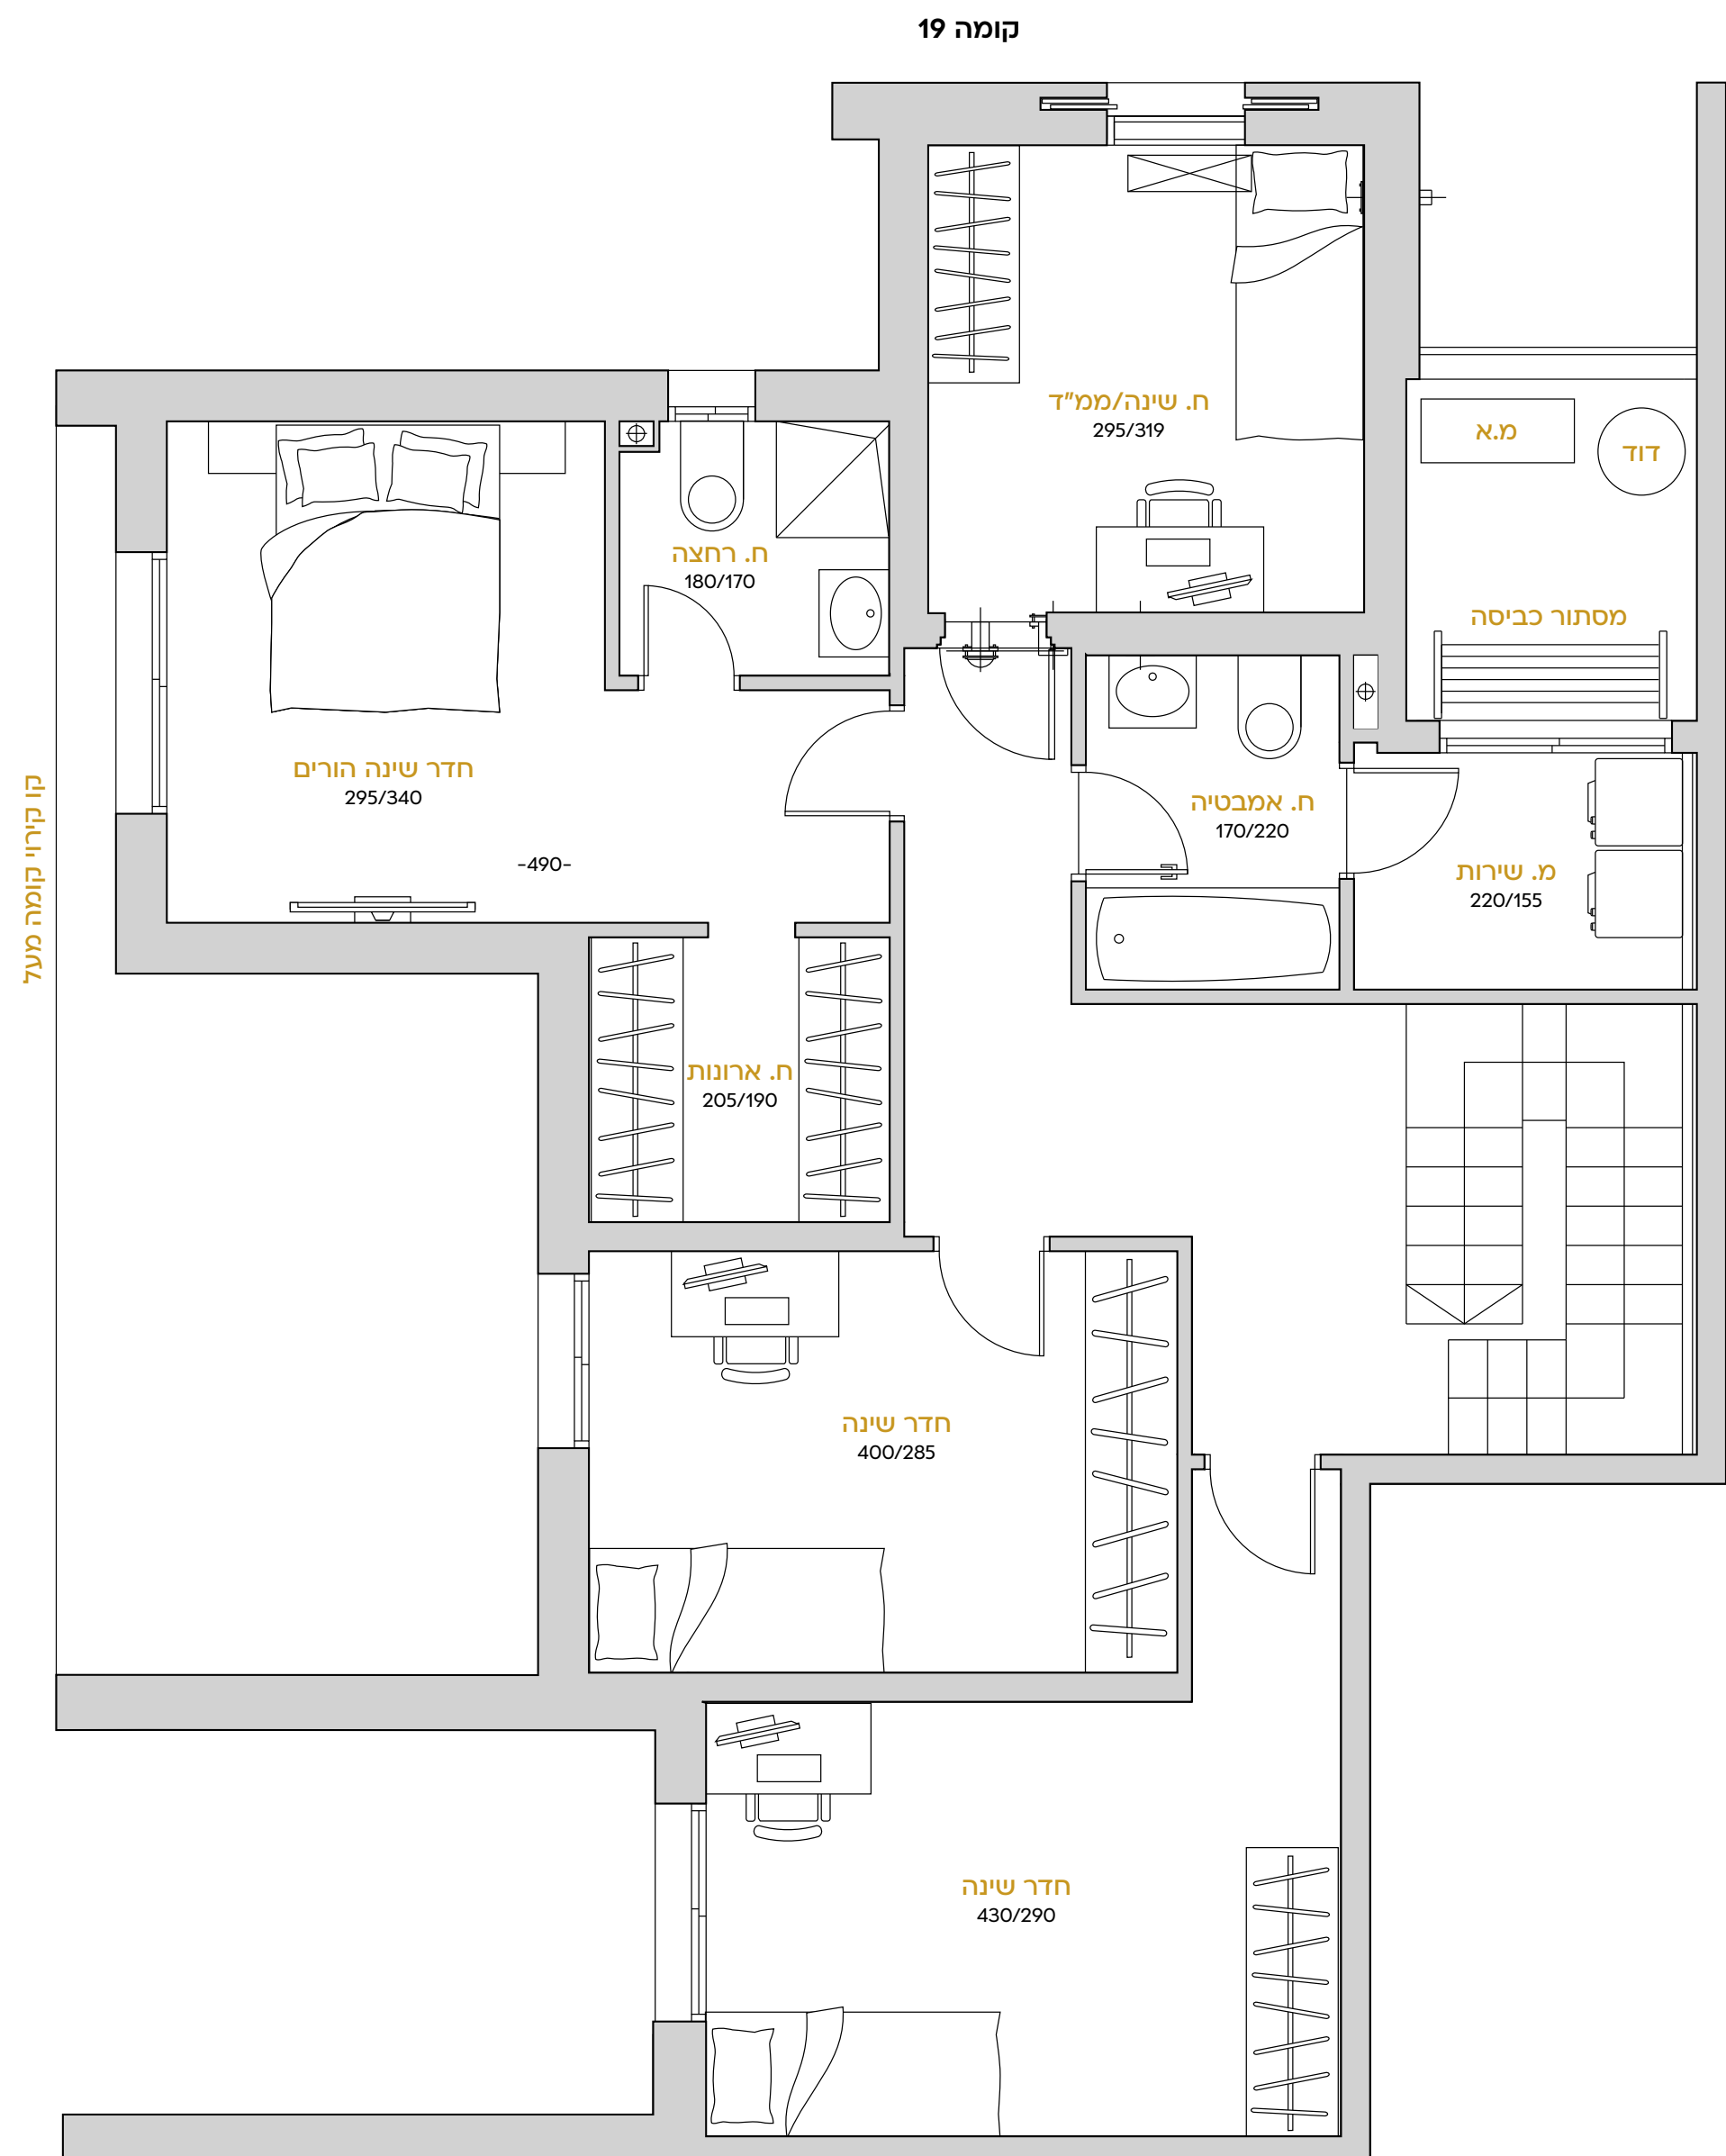 קומה 19
ח. שינה/ממ"ד
295/319
מ.א
דוד
ח. רחצה
180/170
מסתור כביסה
חדר שינה הורים
295/340
ח. אמבטיה
170/220
-490-
מ. שירות
220/155
קו קירוי קומה מעל
ח. ארונות
205/190
חדר שינה
400/285
חדר שינה
430/290